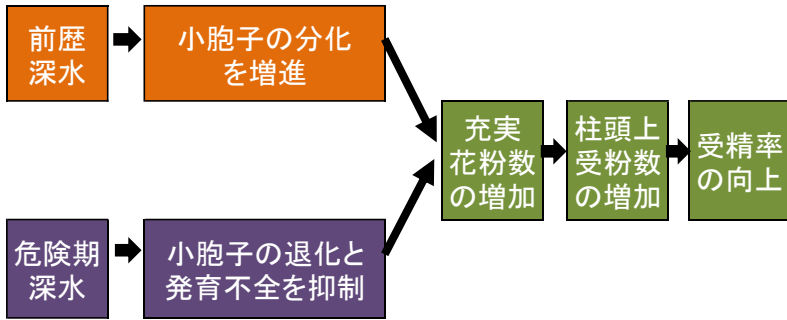 前歴
深水
小胞子の分化
を増進
危険期
深水
小胞子の退化と
発育不全を抑制
充実
花粉数
の増加
柱頭上
受粉数
の増加
受精率
の向上